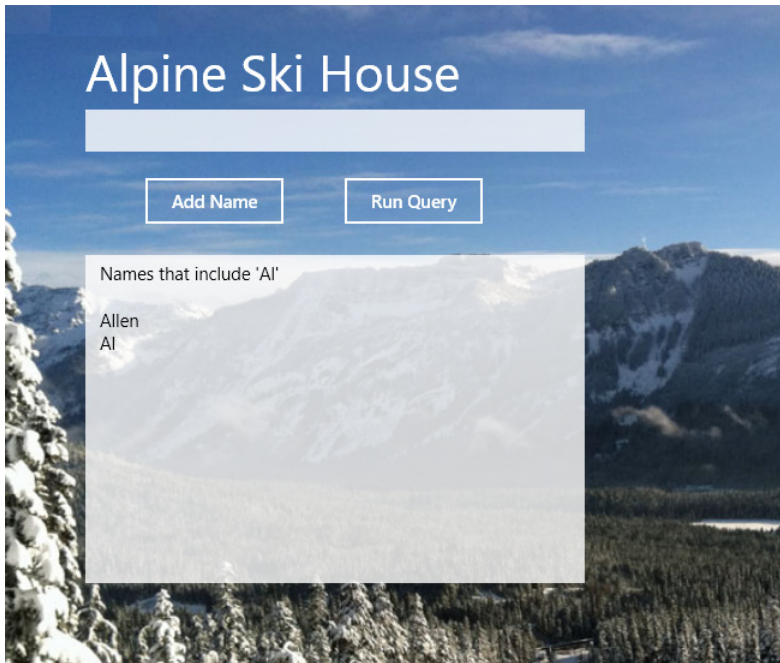 Alpine Ski House
Add Name
Run Query
Names that include 'Al'
Allen
Al